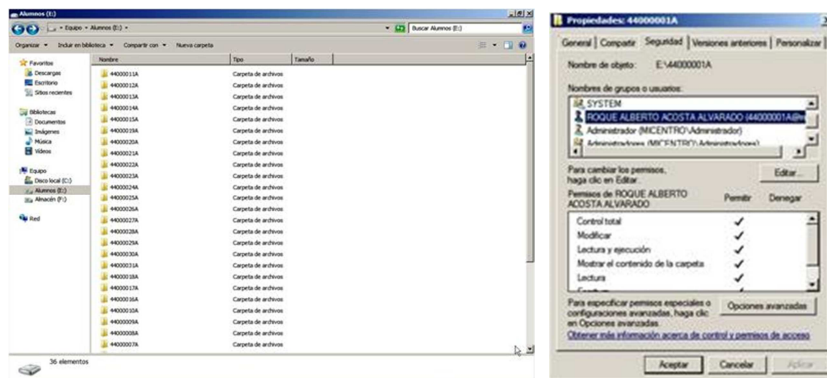 Alumnos (E:)
Equipo
Alumnos (E:)
Buscar Alumnos (E:)
Organizar
Incluir en biblioteca
Compartir con
Nueva carpeta
Favoritos
Descargas
Escritorio
Sitios recientes
Bibliotecas
Documentos
Imágenes
Música
Vídeos
Equipo
Disco local (C:)
Alumnos (E:)
Almacén (F:)
Red
Nombre Tipo Tamaño
44000011A Carpeta de archivos
44000012A Carpeta de archivos
44000013A Carpeta de archivos
44000014A Carpeta de archivos
44000015A Carpeta de archivos
44000019A Carpeta de archivos
44000020A Carpeta de archivos
44000021A Carpeta de archivos
44000022A Carpeta de archivos
44000023A Carpeta de archivos
44000024A Carpeta de archivos
44000025A Carpeta de archivos
44000026A Carpeta de archivos
44000027A Carpeta de archivos
44000028A Carpeta de archivos
44000029A Carpeta de archivos
44000030A Carpeta de archivos
44000031A Carpeta de archivos
44000018A Carpeta de archivos
44000017A Carpeta de archivos
44000016A Carpeta de archivos
44000010A Carpeta de archivos
44000009A Carpeta de archivos
44000008A Carpeta de archivos
44000007A Carpeta de archivos
36 elementos
Propiedades: 44000001A
General Compartir Seguridad Versiones anteriores Personalizar
Nombre de objeto: E:\44000001A
Nombres de grupos o usuarios:
SYSTEM
ROQUE ALBERTO ACOSTA ALVARADO (44000001A@
Administrador (MICENTRO\Administrador)
Administradores (MICENTRO\Administradores)
Para cambiar los permisos,
haga clic en Editar.
Editar...
Permisos de ROQUE ALBERTO
ACOSTA ALVARADO
Permitir Denegar
Control total
Modificar
Lectura y ejecución
Mostrar el contenido de la carpeta
Lectura
Para especificar permisos especiales o
configuraciones avanzadas, haga clic
en Opciones avanzadas.
Opciones avanzadas
Obtener más información acerca de control y permisos de acceso
Aceptar Cancelar Aplicar